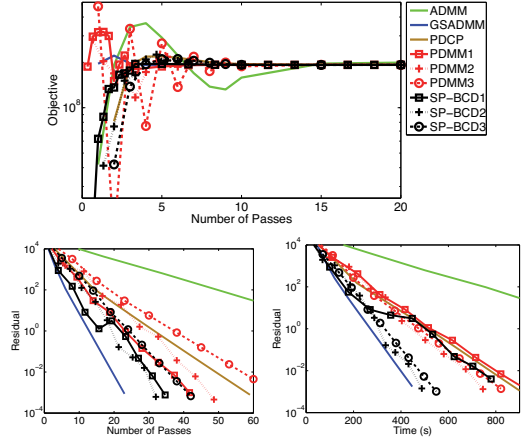 ADMM
GSADMM
PDCP
PDMM1
PDMM2
PDMM3
SP−BCD1
SP−BCD2
SP−BCD3
Objective
10^8
0 5 10 15 20
Number of Passes
Residual
10^4
10^2
10^0
10^−2
10^−4
0 10 20 30 40 50 60
Number of Passes
Residual
10^4
10^2
10^0
10^−2
10^−4
0 200 400 600 800
Time (s)